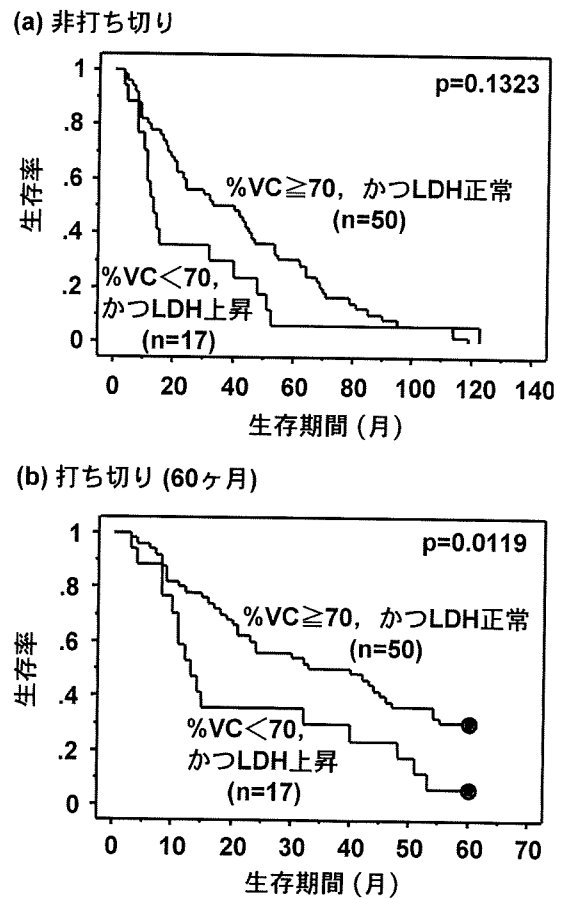 (a) 非打ち切り
p=0.1323
生存率
1
.8
.6
.4
.2
0
%VC≧70，かつLDH正常
(n=50)
%VC＜70，
かつLDH上昇
(n=17)
0 20 40 60 80 100 120 140
生存期間 (月)
(b) 打ち切り (60ヶ月)
p=0.0119
生存率
1
.8
.6
.4
.2
0
%VC≧70，かつLDH正常
(n=50)
%VC＜70，
かつLDH上昇
(n=17)
0 10 20 30 40 50 60 70
生存期間 (月)